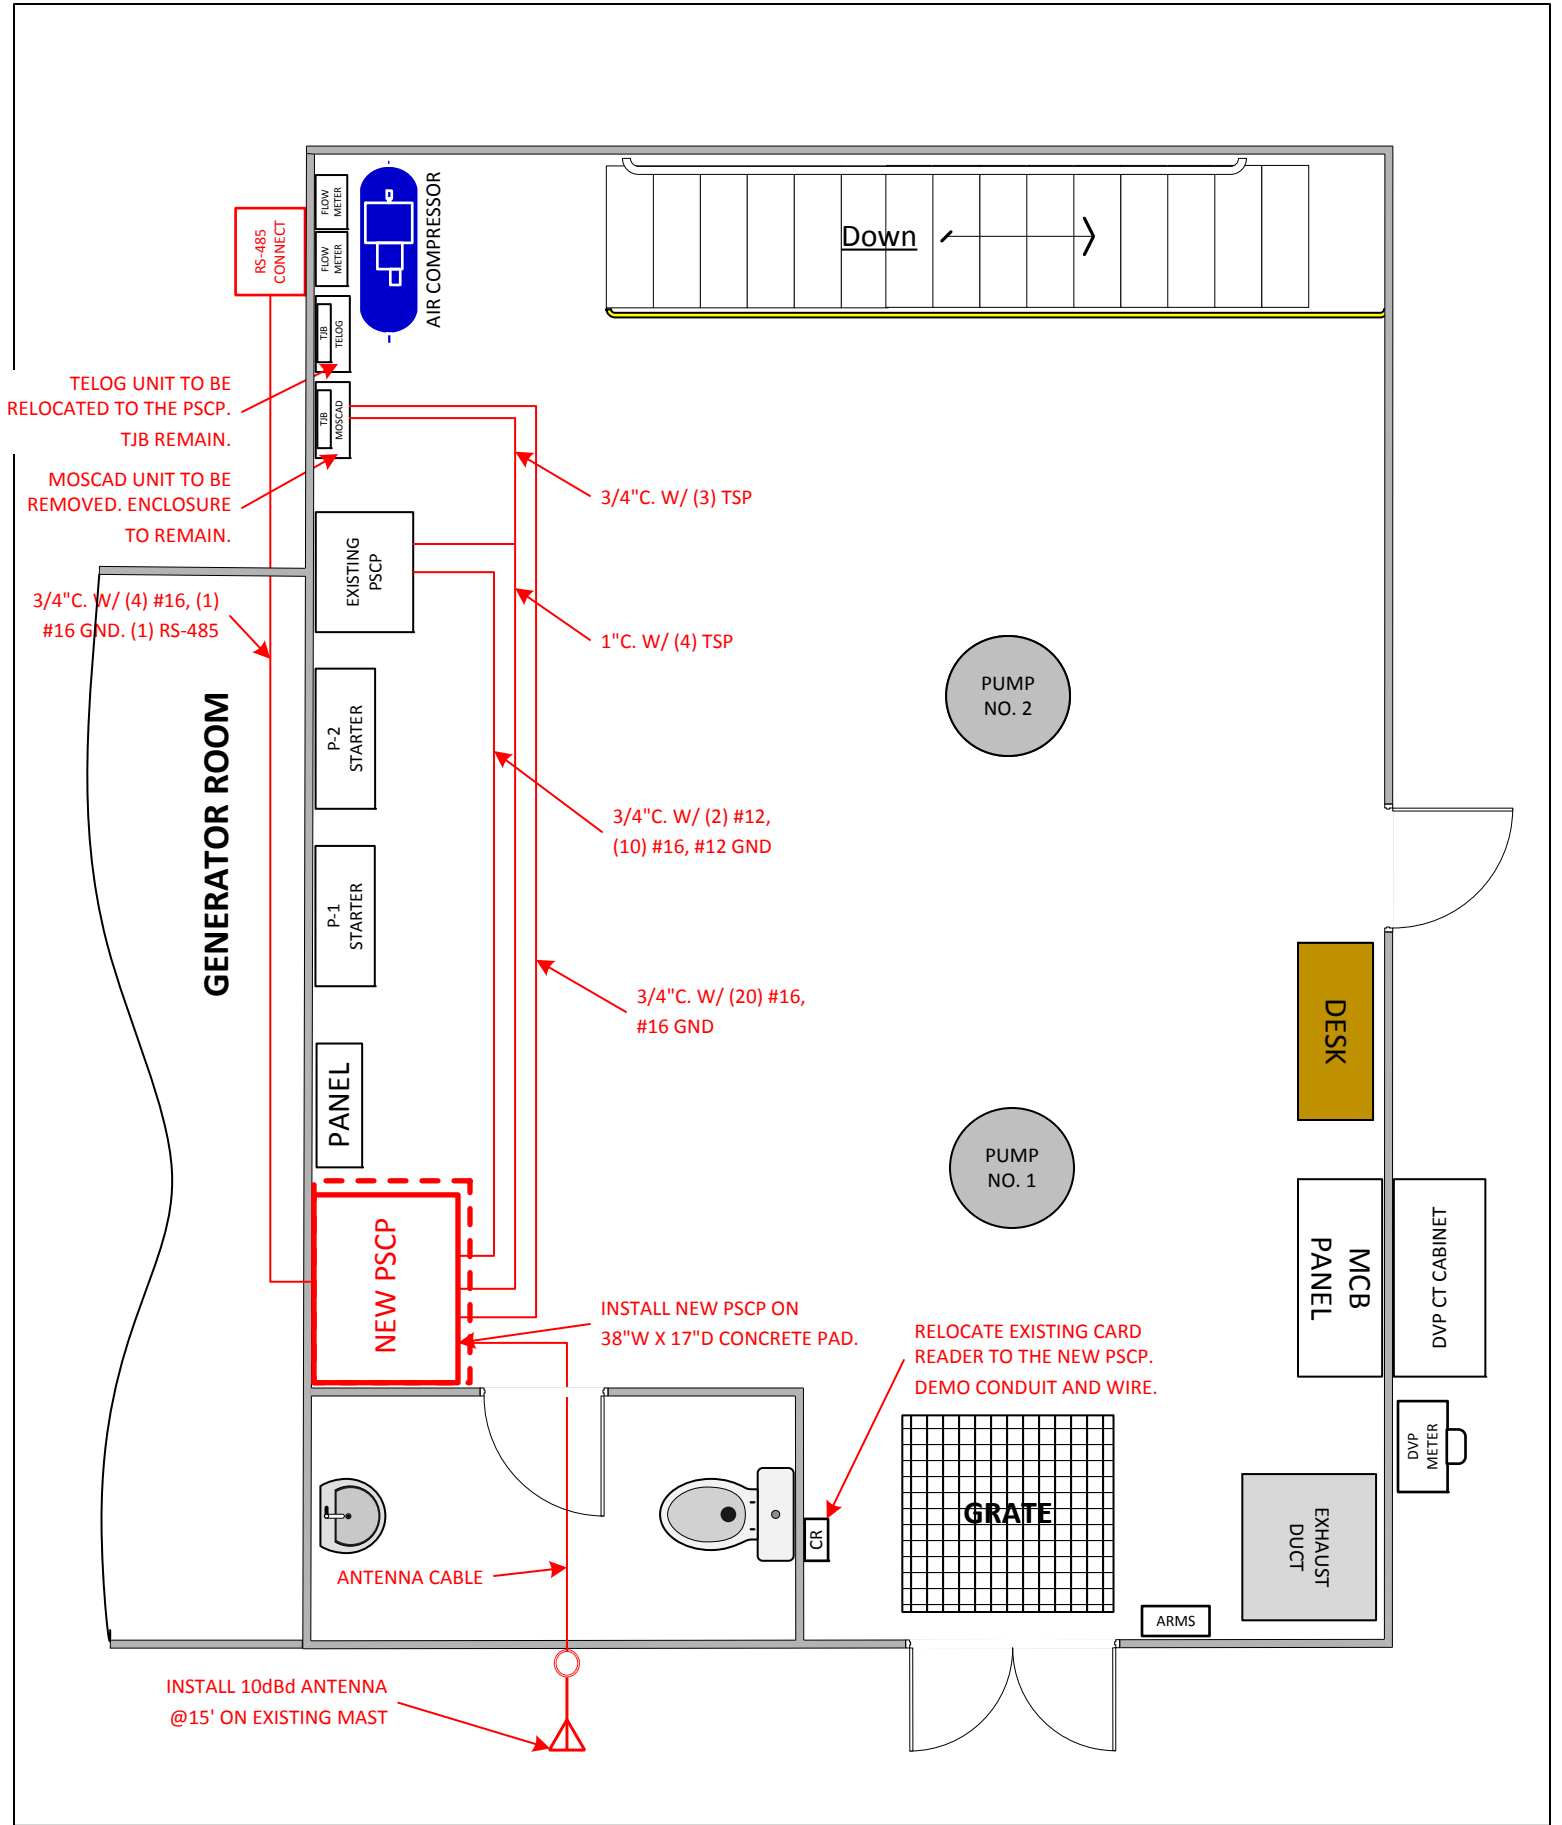 FLOW
METER
FLOW
METER
AIR COMPRESSOR
Down
RS-485
CONNECT
TJB
TELOG
TJB
MOSCAD
TELOG UNIT TO BE
RELOCATED TO THE PSCP.
TJB REMAIN.
MOSCAD UNIT TO BE
REMOVED. ENCLOSURE
TO REMAIN.
3/4"C. W/ (3) TSP
EXISTING
PSCP
3/4"C. W/ (4) #16, (1)
#16 GND. (1) RS-485
1"C. W/ (4) TSP
PUMP
NO. 2
P-2
STARTER
GENERATOR ROOM
3/4"C. W/ (2) #12,
(10) #16, #12 GND
P-1
STARTER
3/4"C. W/ (20) #16,
#16 GND
DESK
PANEL
PUMP
NO. 1
NEW PSCP
MCB
PANEL
DVP CT CABINET
INSTALL NEW PSCP ON
38"W X 17"D CONCRETE PAD.
RELOCATE EXISTING CARD
READER TO THE NEW PSCP.
DEMO CONDUIT AND WIRE.
DVP
METER
GRATE
CR
EXHAUST
DUCT
ANTENNA CABLE
ARMS
INSTALL 10dBd ANTENNA
@15' ON EXISTING MAST